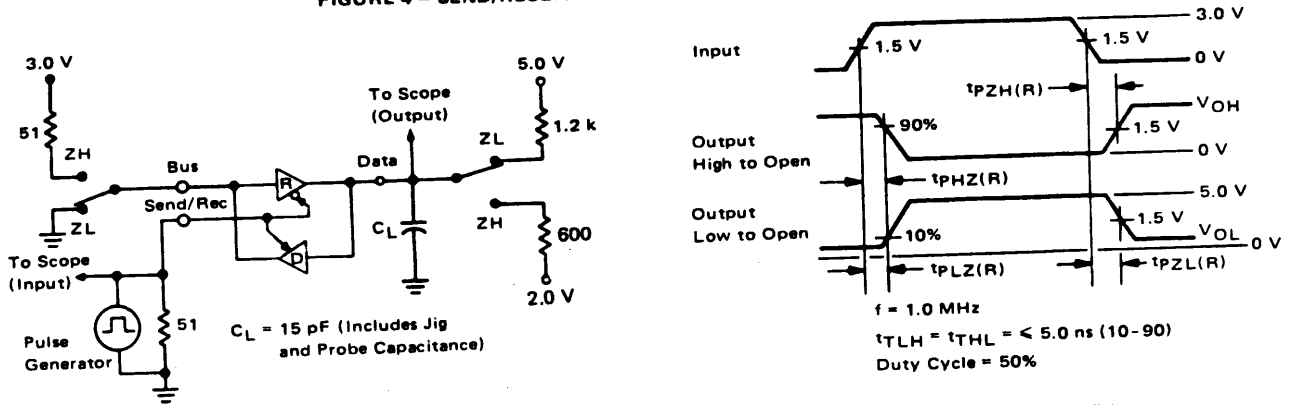 FIGURE 4 – SEND/RECEIV
3.0 V
51
ZH
ZL
Bus
Send/Rec
To Scope
(Input)
Pulse
Generator
51
R
D
Data
To Scope
(Output)
CL
5.0 V
1.2 k
ZL
ZH
600
2.0 V
CL = 15 pF (Includes Jig
and Probe Capacitance)
Input
1.5 V
1.5 V
3.0 V
0 V
tPZH(R)
VOH
Output
High to Open
90%
1.5 V
0 V
tPHZ(R)
Output
Low to Open
5.0 V
10%
1.5 V
VOL
0 V
tPLZ(R)
tPZL(R)
f = 1.0 MHz
tTLH = tTHL = ≤ 5.0 ns (10-90)
Duty Cycle = 50%